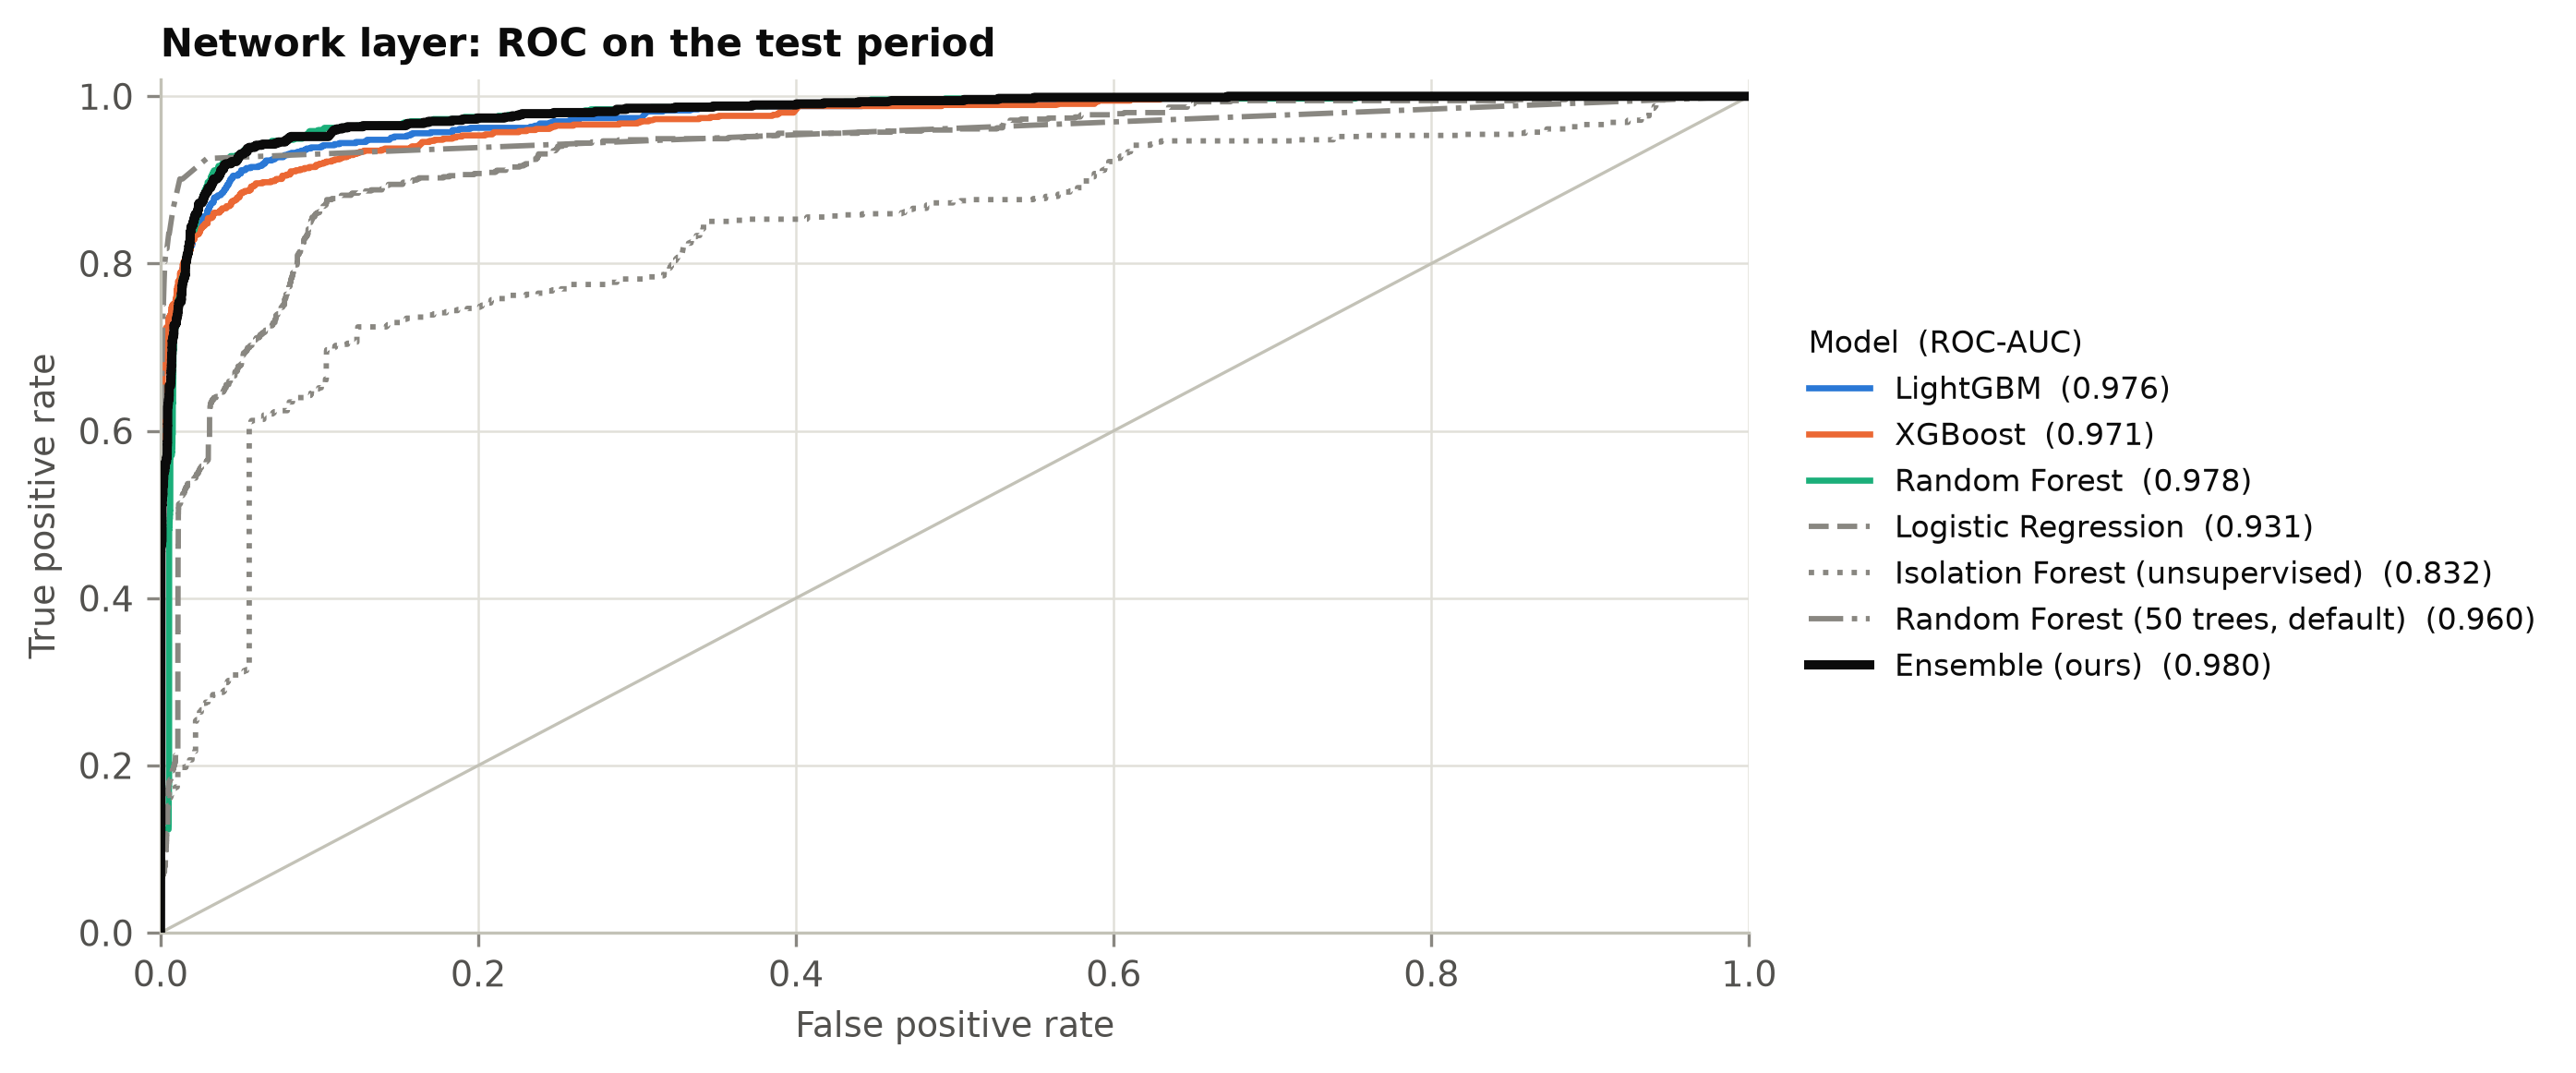 Network layer: ROC on the test period
True positive rate
1.0
0.8
0.6
0.4
0.2
0.0
0.0 0.2 0.4 0.6 0.8 1.0
False positive rate
Model (ROC-AUC)
LightGBM (0.976)
XGBoost (0.971)
Random Forest (0.978)
Logistic Regression (0.931)
Isolation Forest (unsupervised) (0.832)
Random Forest (50 trees, default) (0.960)
Ensemble (ours) (0.980)